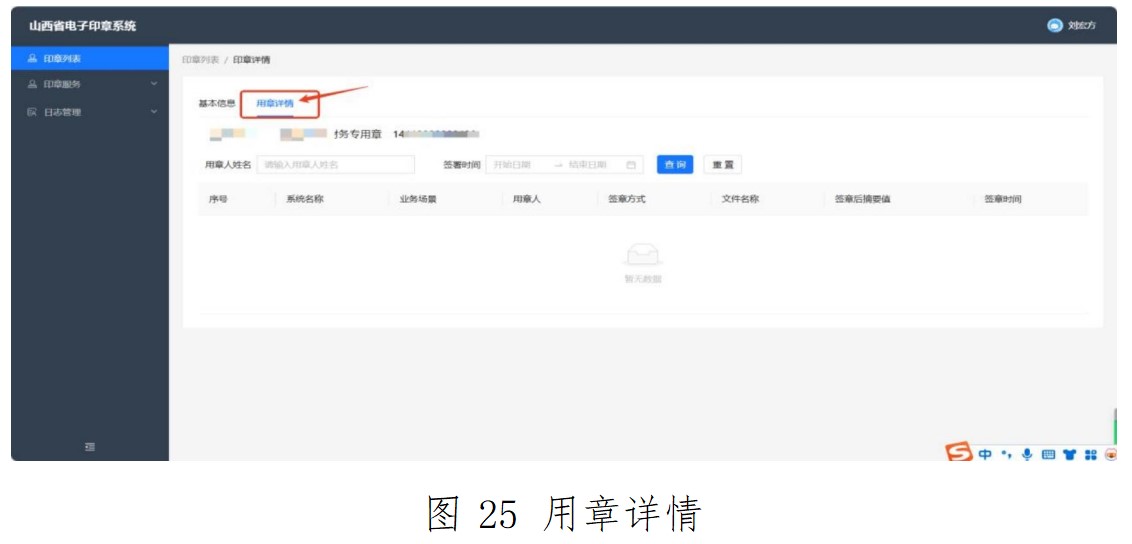 山西省电子印章系统
印章列表
印章服务
日志管理
印章列表 / 印章详情
基本信息 用章详情
务专用章 14
用章人姓名 请输入用章人姓名 签署时间 开始日期 → 结束日期 查询 重置
序号 系统名称 业务场景 用章人 签章方式 文件名称 签章后摘要值 签章时间
暂无数据
中
图 25 用章详情